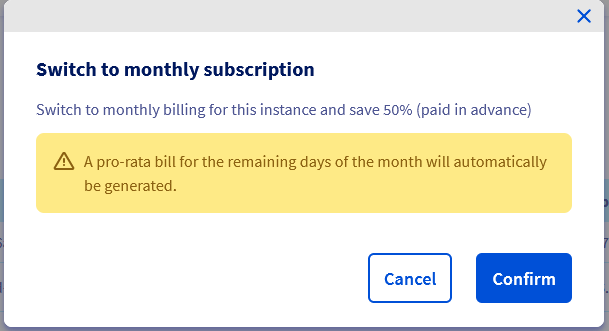 Switch to monthly subscription
Switch to monthly billing for this instance and save 50% (paid in advance)
A pro-rata bill for the remaining days of the month will automatically
be generated.
Cancel
Confirm